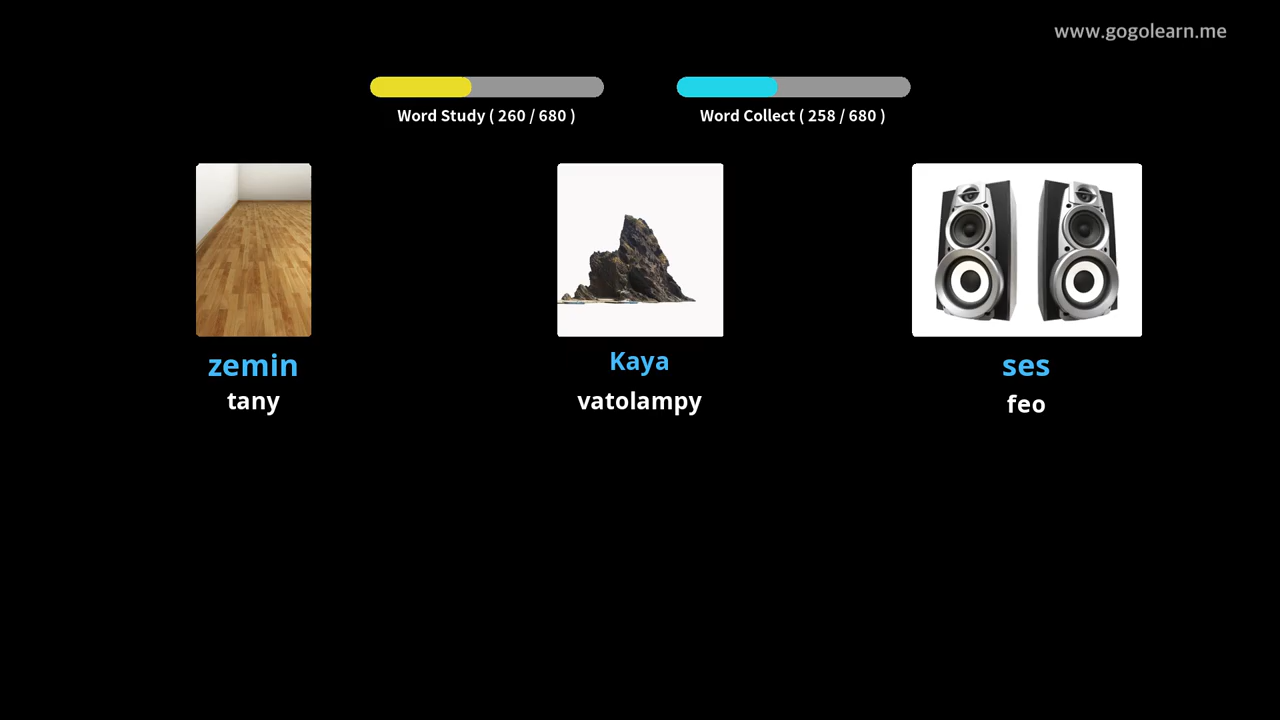 www.gogolearn.me
Word Study ( 260 / 680 )
Word Collect ( 258 / 680 )
zemin
tany
Kaya
vatolampy
ses
feo